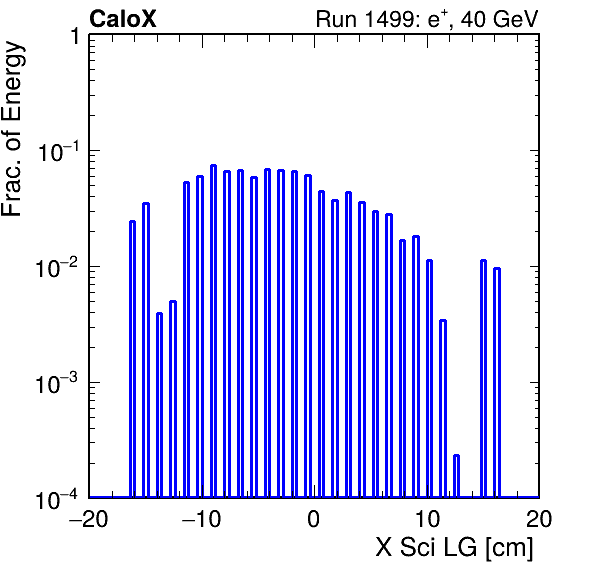 CaloX Run 1499: e⁺, 40 GeV
Frac. of Energy
1
10⁻¹
10⁻²
10⁻³
10⁻⁴
−20 −10 0 10 20
X Sci LG [cm]